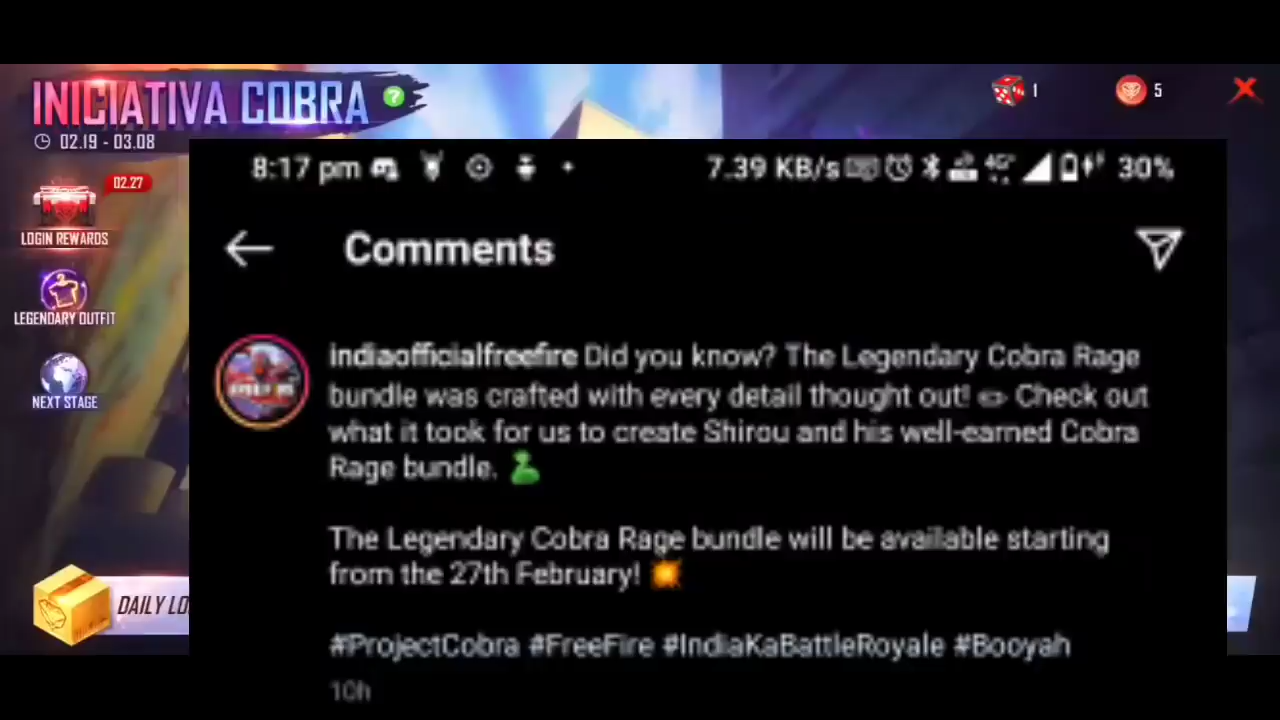 INICIATIVA COBRA ?
1
5
02.19 - 03.08
8:17 pm
7.39 KB/s
4G+
30%
02.27
LOGIN REWARDS
Comments
LEGENDARY OUTFIT
NEXT STAGE
indiaofficialfreefire Did you know? The Legendary Cobra Rage
bundle was crafted with every detail thought out! ✏️ Check out
what it took for us to create Shirou and his well-earned Cobra
Rage bundle. 🐍
The Legendary Cobra Rage bundle will be available starting
from the 27th February! 💥
DAILY LO
#ProjectCobra #FreeFire #IndiaKaBattleRoyale #Booyah
10h